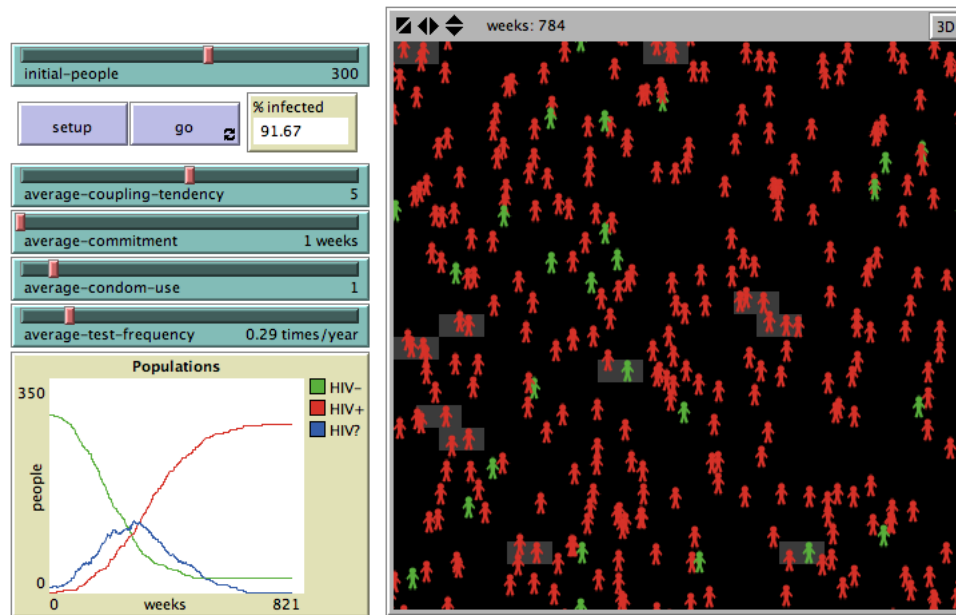 weeks: 784
3D
initial-people 300
setup
go
% infected
91.67
average-coupling-tendency 5
average-commitment 1 weeks
average-condom-use 1
average-test-frequency 0.29 times/year
Populations
350
people
0
0
weeks
821
HIV-
HIV+
HIV?